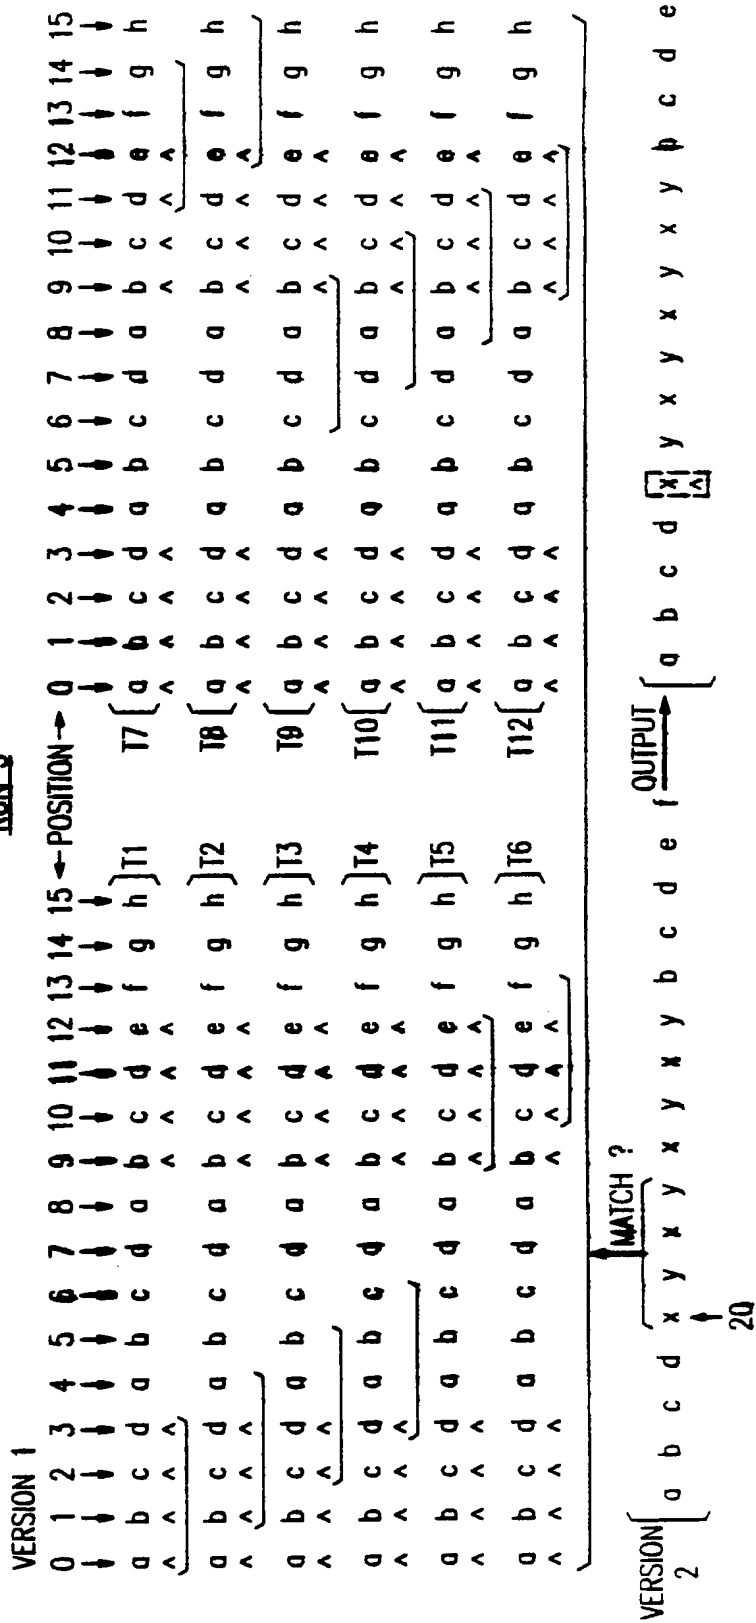 VERSION 1
0 1 2 3 4 5 6 7 8 9 10 11 12 13 14 15 ←POSITION→ 0 1 2 3 4 5 6 7 8 9 10 11 12 13 14 15
a b c d a b c d a b c d e f g h }T1 T7{ a b c d a b c d a b c d e f g h
^ ^ ^ ^ ^ ^ ^ ^ ^ ^ ^ ^ ^ ^ ^ ^
a b c d a b c d a b c d e f g h }T2 T8{ a b c d a b c d a b c d e f g h
^ ^ ^ ^ ^ ^ ^ ^ ^ ^ ^ ^ ^ ^ ^ ^
a b c d a b c d a b c d e f g h }T3 T9{ a b c d a b c d a b c d e f g h
^ ^ ^ ^ ^ ^ ^ ^ ^ ^ ^ ^ ^ ^ ^ ^
a b c d a b c d a b c d e f g h }T4 T10{ a b c d a b c d a b c d e f g h
^ ^ ^ ^ ^ ^ ^ ^ ^ ^ ^ ^ ^ ^ ^ ^
a b c d a b c d a b c d e f g h }T5 T11{ a b c d a b c d a b c d e f g h
^ ^ ^ ^ ^ ^ ^ ^ ^ ^ ^ ^ ^ ^ ^ ^
a b c d a b c d a b c d e f g h }T6 T12{ a b c d a b c d a b c d e f g h
^ ^ ^ ^ ^ ^ ^ ^ ^ ^ ^ ^ ^ ^ ^ ^
MATCH ?
VERSION 2 { a b c d x y x y x y x y b c d e f OUTPUT { a b c d x y x y x y x y b c d e
^
20